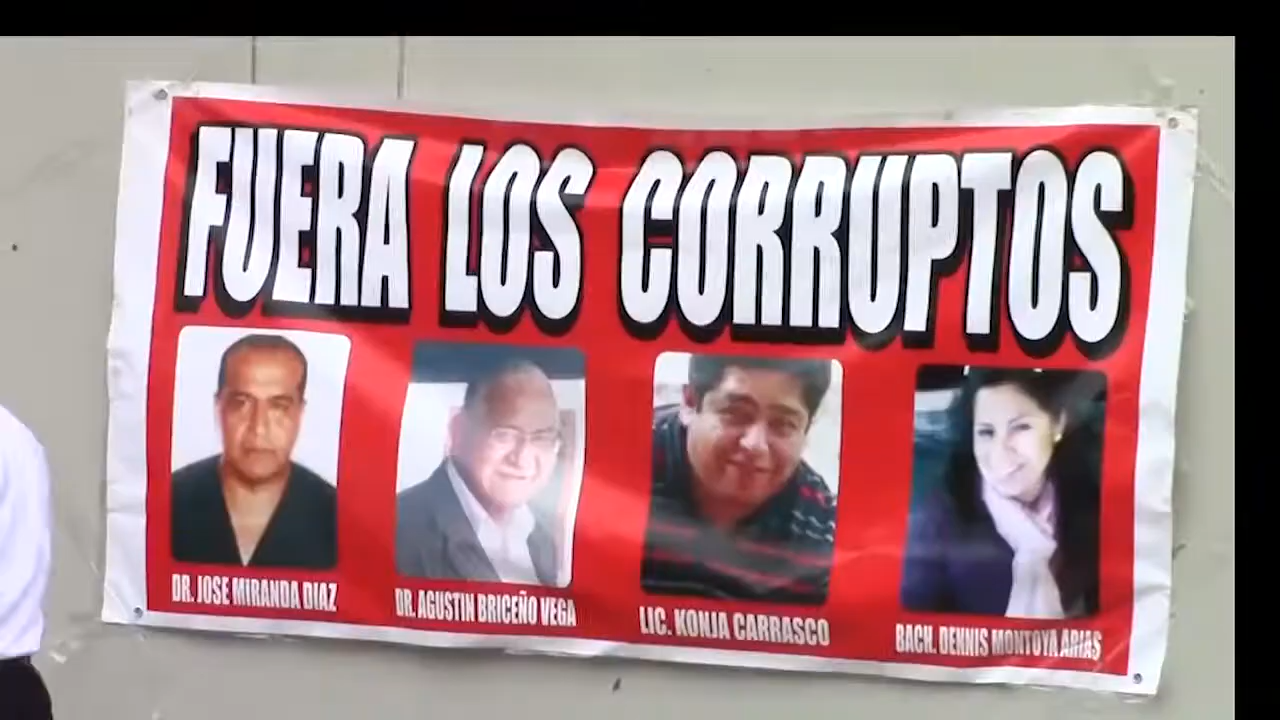 FUERA LOS CORRUPTOS
DR. JOSE MIRANDA DIAZ
DR. AGUSTIN BRICEÑO VEGA
LIC. KONJA CARRASCO
BACH. DENNIS MONTOYA ARIAS